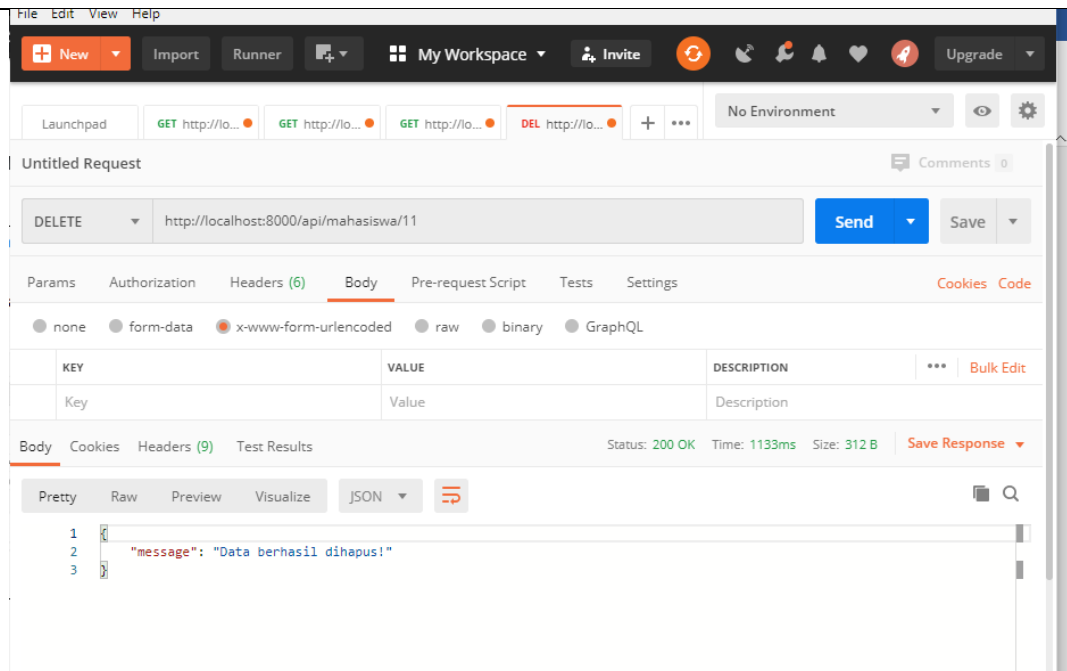 File Edit View Help
New Import Runner My Workspace Invite Upgrade
Launchpad GET http://lo... GET http://lo... GET http://lo... DEL http://lo... No Environment
Untitled Request Comments 0
DELETE http://localhost:8000/api/mahasiswa/11 Send Save
Params Authorization Headers (6) Body Pre-request Script Tests Settings Cookies Code
none form-data x-www-form-urlencoded raw binary GraphQL
KEY VALUE DESCRIPTION Bulk Edit
Key Value Description
Body Cookies Headers (9) Test Results Status: 200 OK Time: 1133ms Size: 312 B Save Response
Pretty Raw Preview Visualize JSON
1 {
2 "message": "Data berhasil dihapus!"
3 }